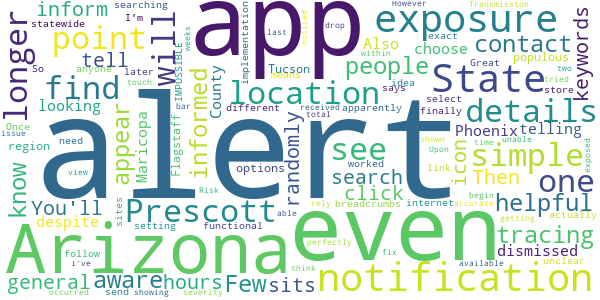 inform statewide I'm app searching exposure drop However last exact
longer point Will implementation contact Transmission populous
So later anyone tell Also choose within two keywords
touch IMPOSSIBLE weeks noticed means Great idea tried
find Tucson State says store
looking County people different apparently select finally
alert location received details
Once issue region need appear Maricopa Flagstaff informed bar randomly see options worked icon Phoenix telling
total Upon shown time unable
know view search link simple one exposed
You'll Prescott click breadcrumbs internet Then helpful
despite sites Risk functional able rely begin actually
Arizona even setting tracing dismissed
general aware hours Few sits notification
follow send showing perfectly getting available unclear
occurred I've severity fix think accurate